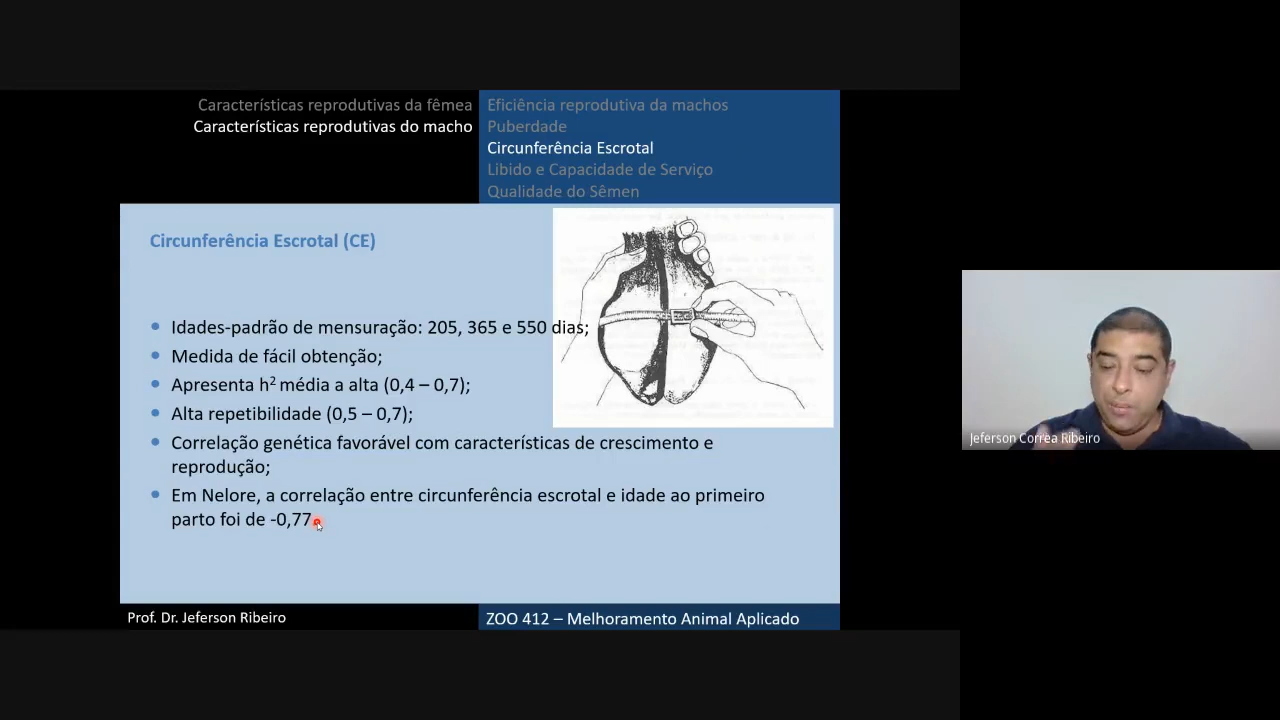 Características reprodutivas da fêmea
Características reprodutivas do macho
Eficiência reprodutiva da machos
Puberdade
Circunferência Escrotal
Libido e Capacidade de Serviço
Qualidade do Sêmen
Circunferência Escrotal (CE)
Idades-padrão de mensuração: 205, 365 e 550 dias;
Medida de fácil obtenção;
Apresenta h² média a alta (0,4 – 0,7);
Alta repetibilidade (0,5 – 0,7);
Correlação genética favorável com características de crescimento e
reprodução;
Em Nelore, a correlação entre circunferência escrotal e idade ao primeiro
parto foi de -0,77
Jeferson Corrêa Ribeiro
Prof. Dr. Jeferson Ribeiro
ZOO 412 – Melhoramento Animal Aplicado